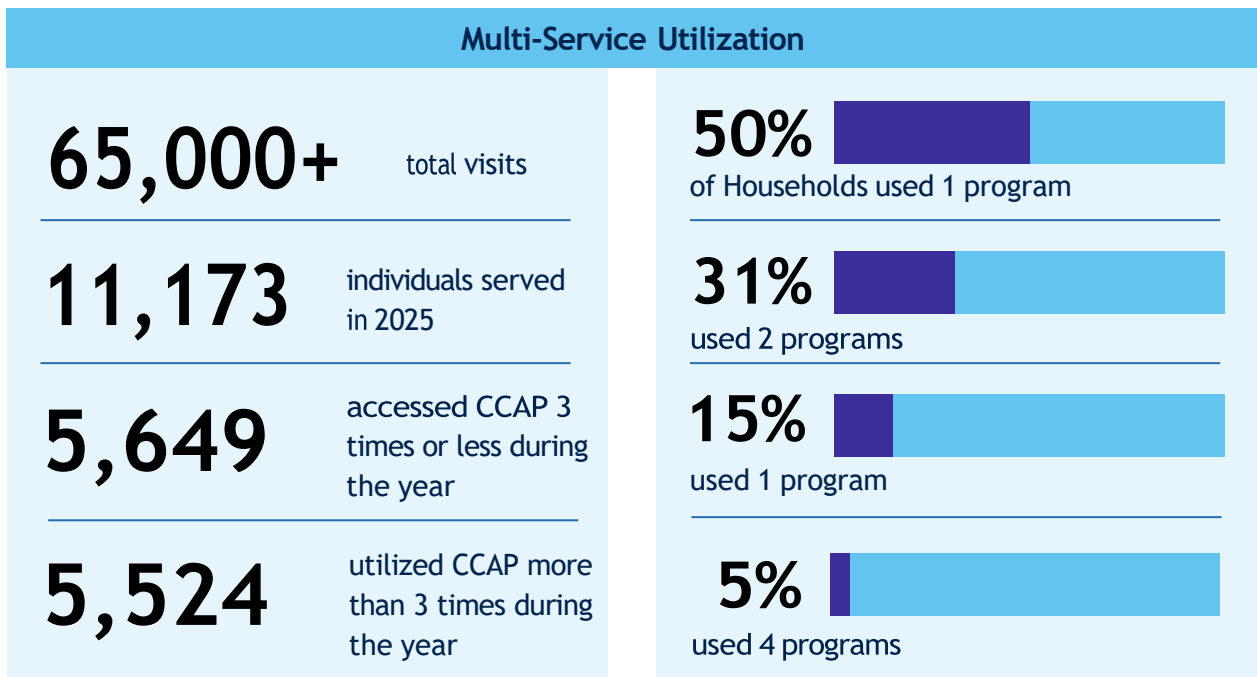 Multi-Service Utilization
65,000+
total visits
11,173
individuals served
in 2025
5,649
accessed CCAP 3
times or less during
the year
5,524
utilized CCAP more
than 3 times during
the year
50%
of Households used 1 program
31%
used 2 programs
15%
used 1 program
5%
used 4 programs